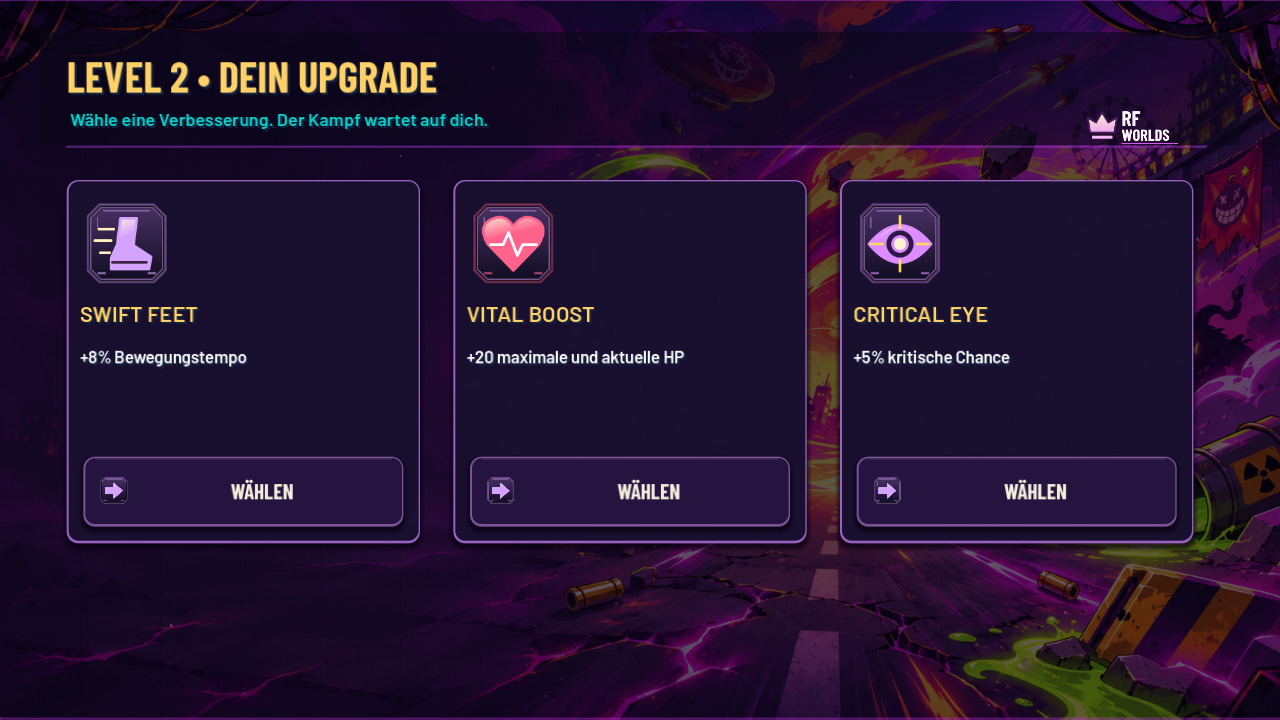 LEVEL 2 • DEIN UPGRADE
Wähle eine Verbesserung. Der Kampf wartet auf dich.
RF
WORLDS
SWIFT FEET
+8% Bewegungstempo
WÄHLEN
VITAL BOOST
+20 maximale und aktuelle HP
WÄHLEN
CRITICAL EYE
+5% kritische Chance
WÄHLEN